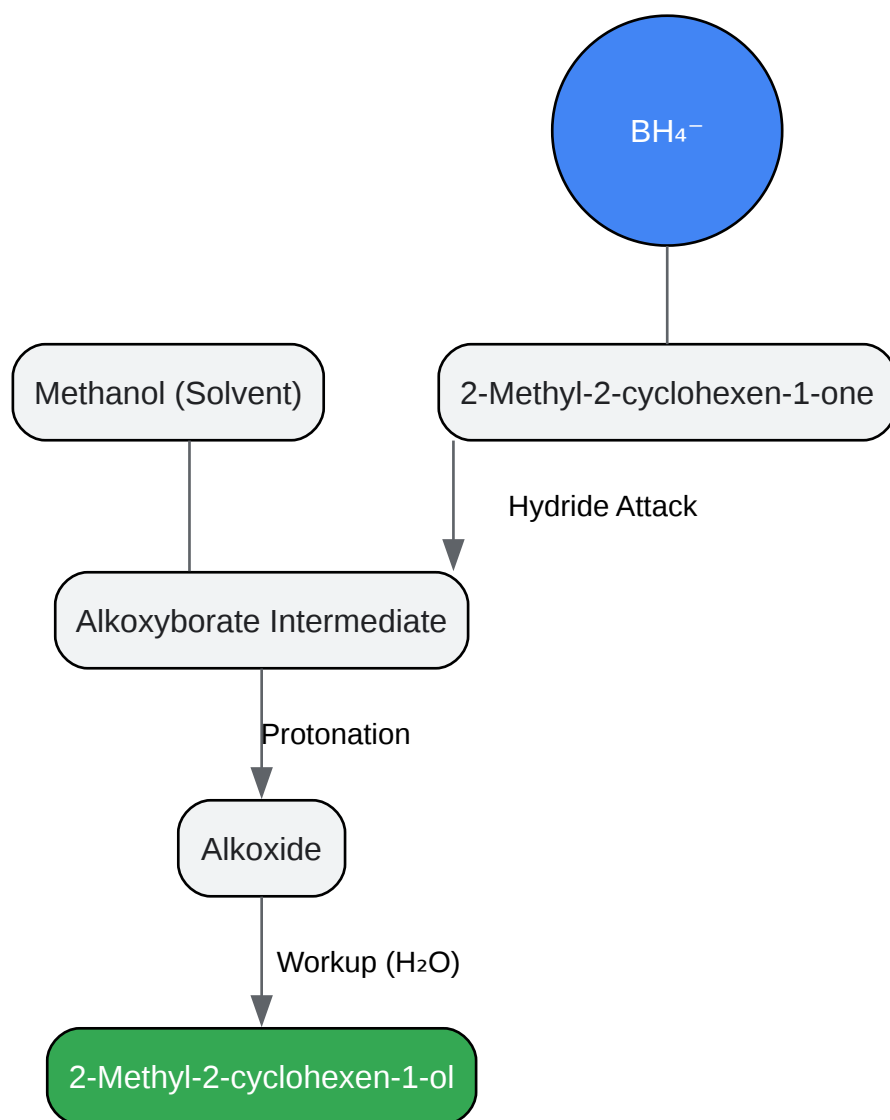 BH₄⁻
Methanol (Solvent)
2-Methyl-2-cyclohexen-1-one
Hydride Attack
Alkoxyborate Intermediate
Protonation
Alkoxide
Workup (H₂O)
2-Methyl-2-cyclohexen-1-ol